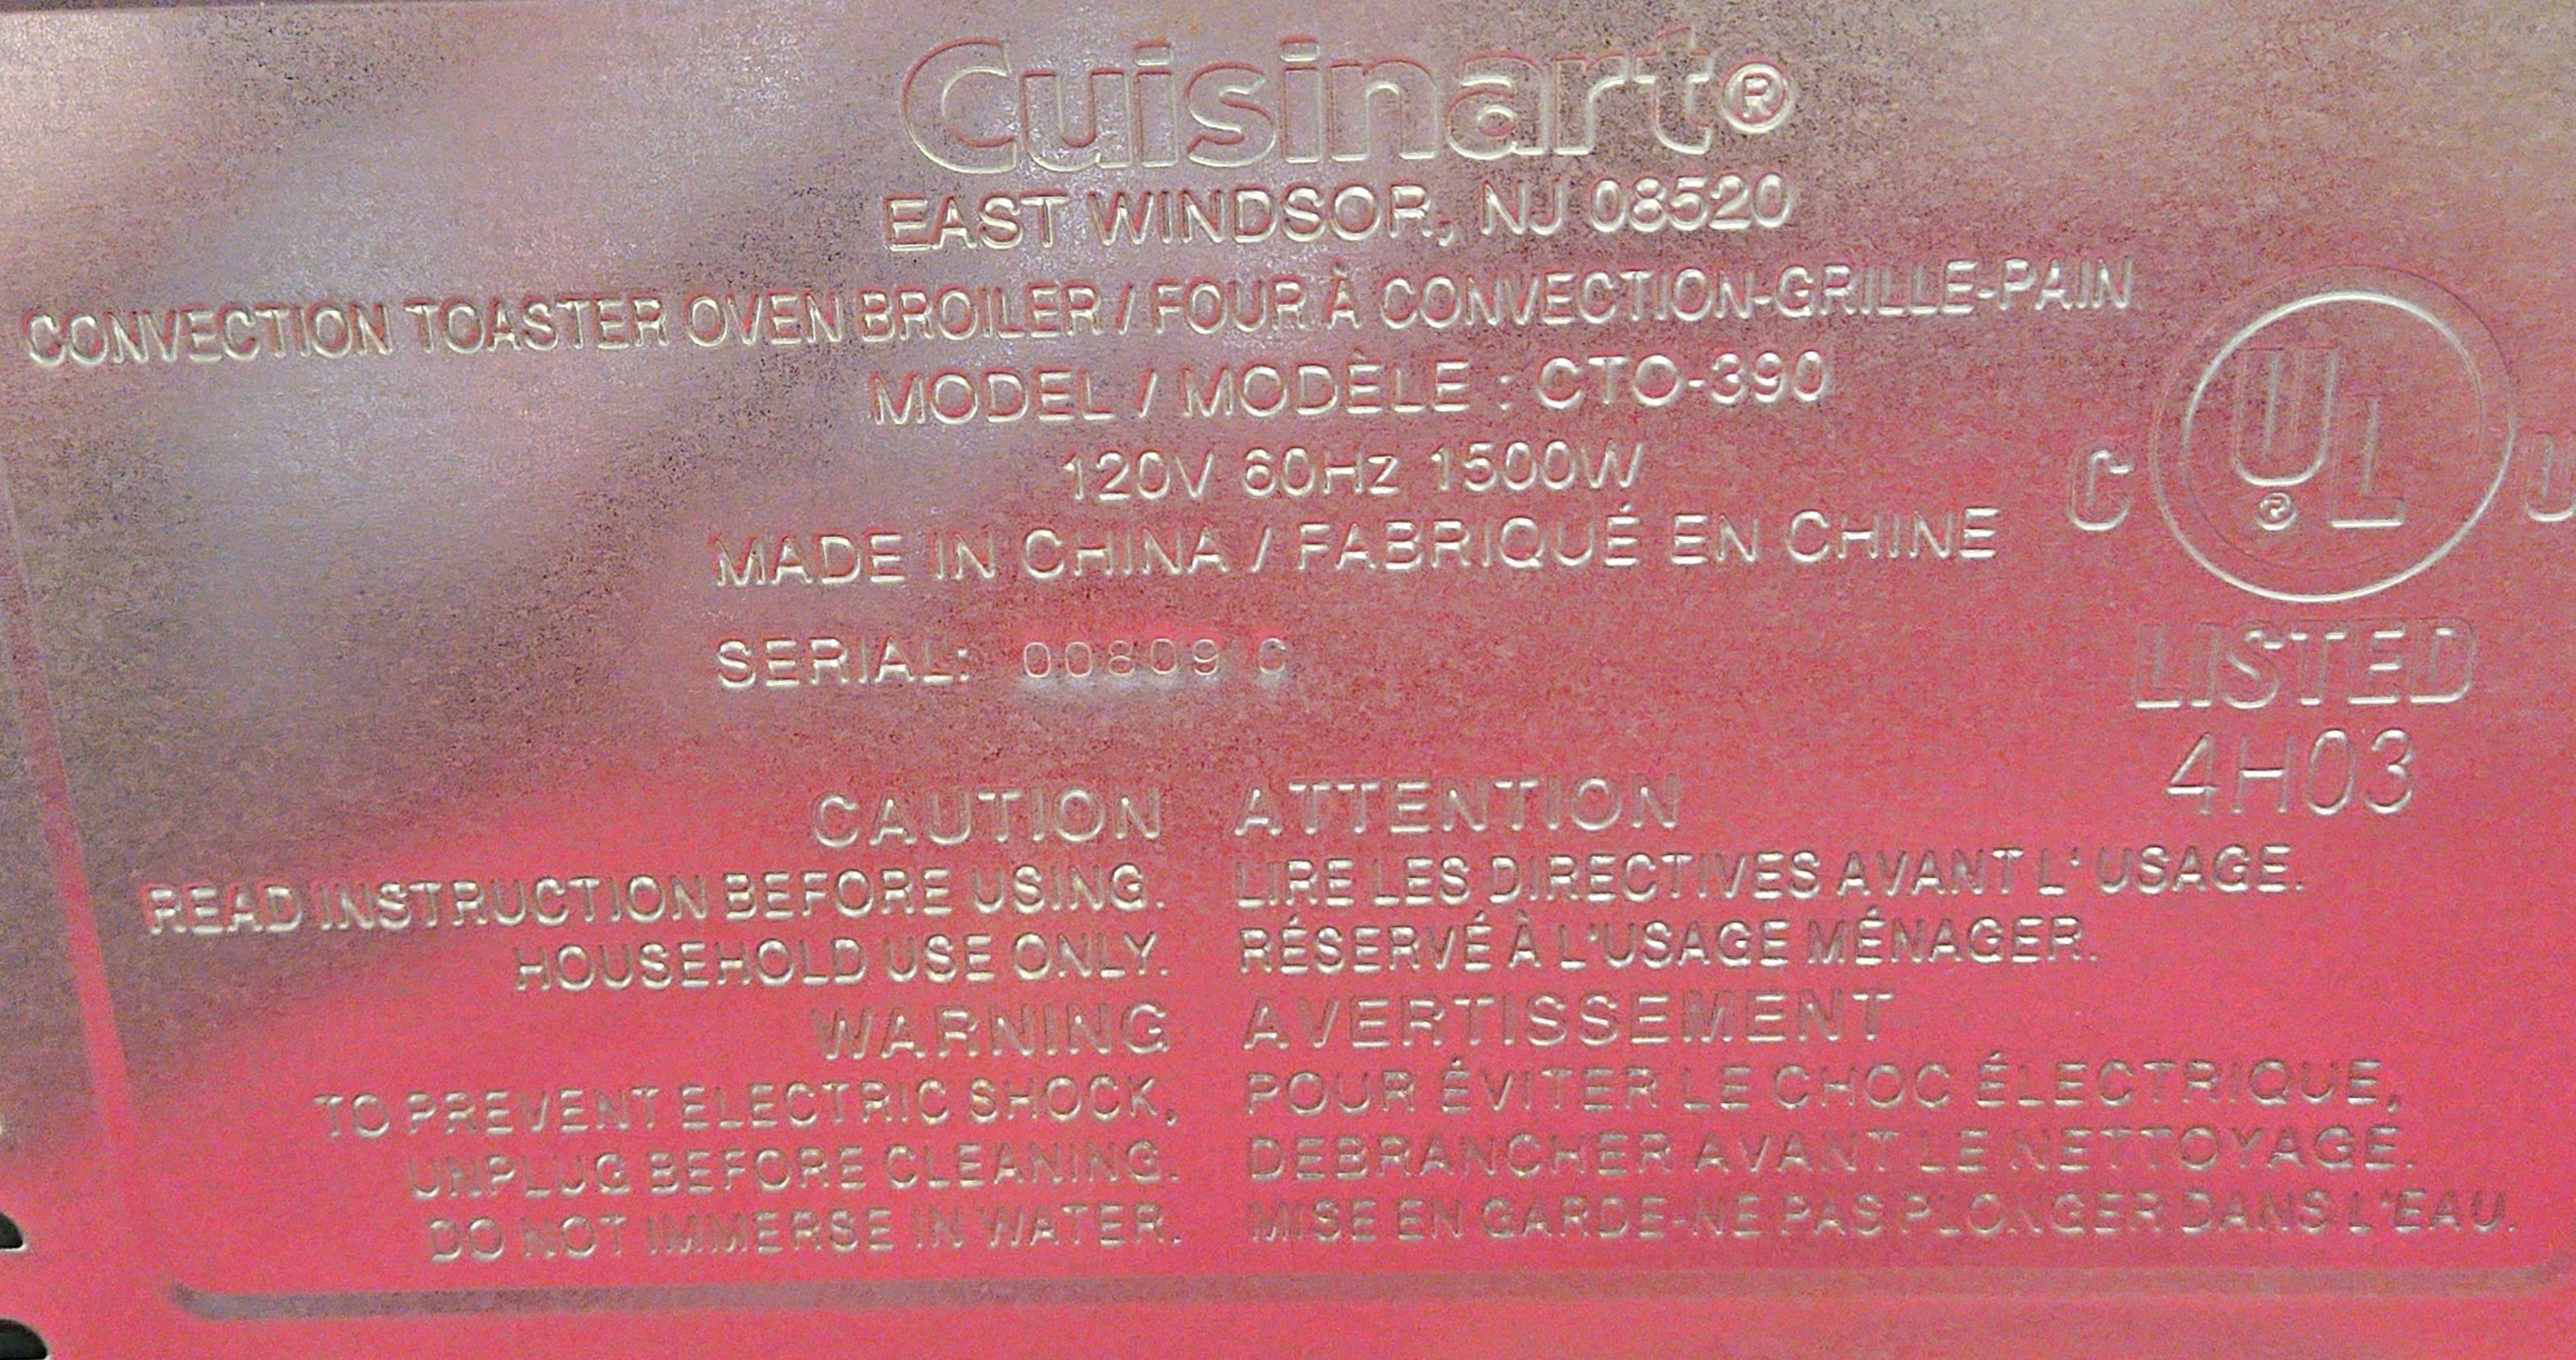 Cuisinart®
EAST WINDSOR, NJ 08520
CONVECTION TOASTER OVEN BROILER / FOUR À CONVECTION-GRILLE-PAIN
MODEL / MODÈLE : CTO-390
120V 60Hz 1500W
MADE IN CHINA / FABRIQUÉ EN CHINE
SERIAL: 00809 C
C UL® U
LISTED
4H03
CAUTION
READ INSTRUCTION BEFORE USING.
HOUSEHOLD USE ONLY.
WARNING
TO PREVENT ELECTRIC SHOCK,
UNPLUG BEFORE CLEANING.
DO NOT IMMERSE IN WATER.
ATTENTION
LIRE LES DIRECTIVES AVANT L'USAGE.
RÉSERVÉ À L'USAGE MÉNAGER.
AVERTISSEMENT
POUR ÉVITER LE CHOC ÉLECTRIQUE,
DEBRANCHER AVANT LE NETTOYAGE.
MISE EN GARDE-NE PAS PLONGER DANS L'EAU.